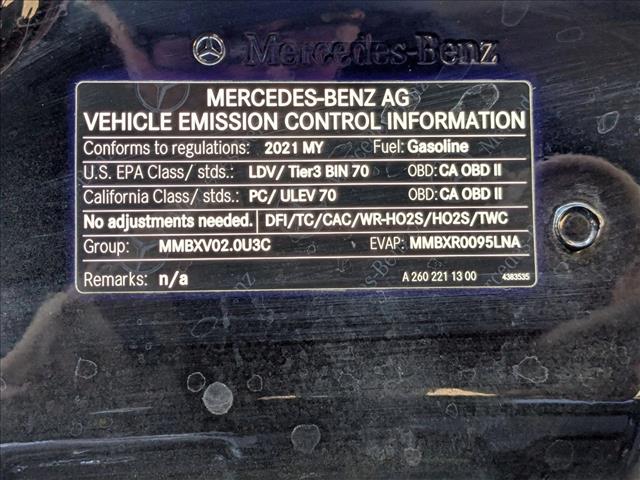 Mercedes-Benz
MERCEDES-BENZ AG
VEHICLE EMISSION CONTROL INFORMATION
Conforms to regulations: 2021 MY Fuel: Gasoline
U.S. EPA Class/ stds.: LDV/ Tier3 BIN 70 OBD: CA OBD II
California Class/ stds.: PC/ ULEV 70 OBD: CA OBD II
No adjustments needed. DFI/TC/CAC/WR-HO2S/HO2S/TWC
Group: MMBXV02.0U3C EVAP: MMBXR0095LNA
Remarks: n/a A 260 221 13 00 4383535